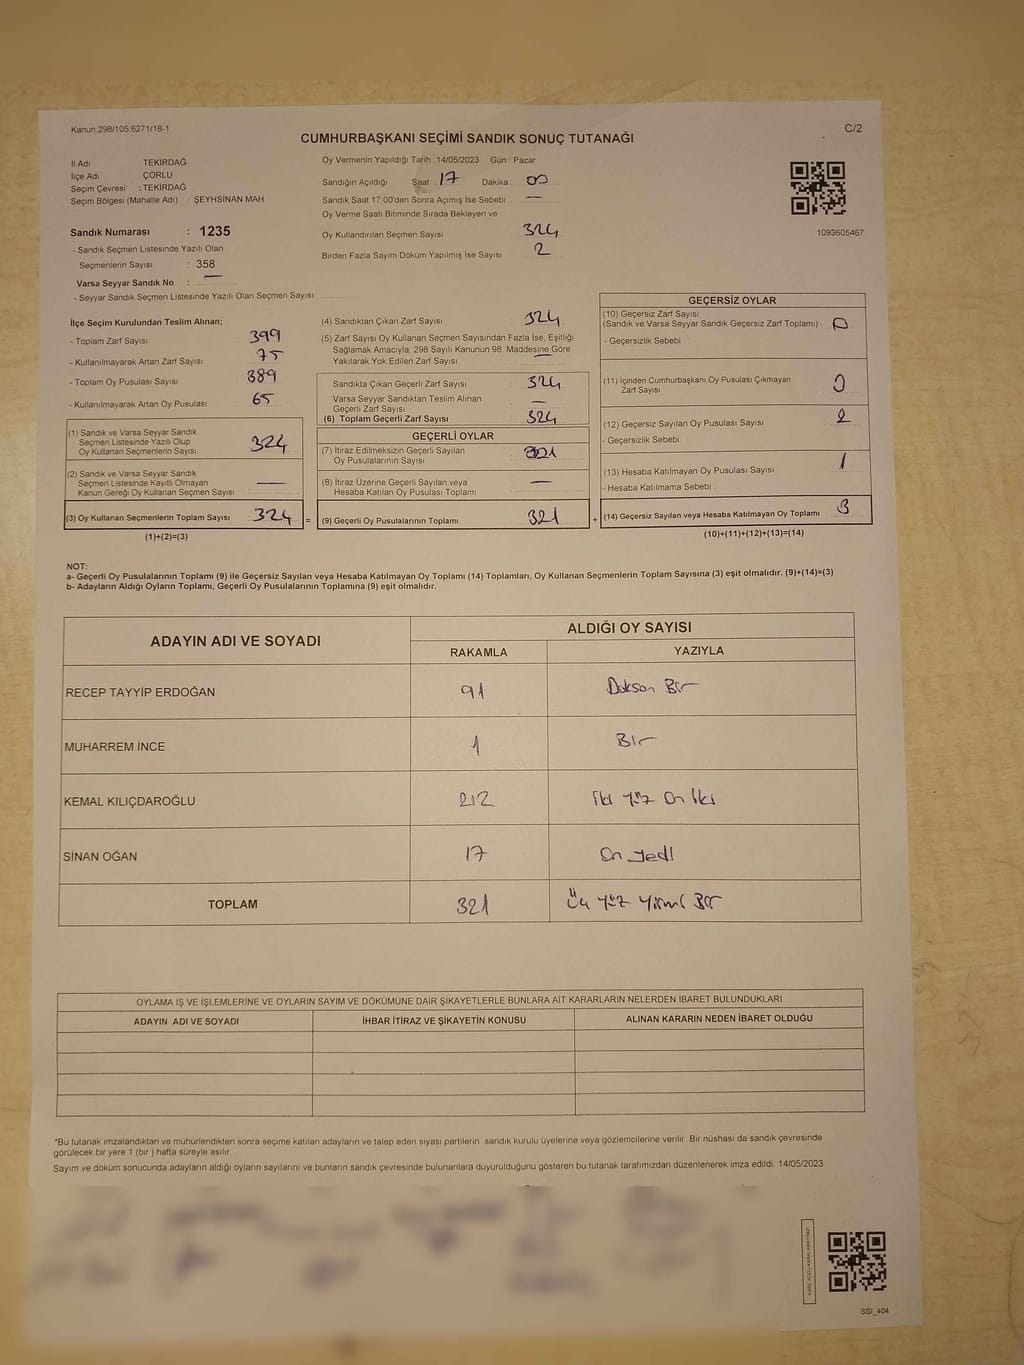 Kanun:298/105;6271/18-1
C/2
CUMHURBAŞKANI SEÇİMİ SANDIK SONUÇ TUTANAĞI
İl Adı TEKİRDAĞ
İlçe Adı ÇORLU
Seçim Çevresi : TEKİRDAĞ
Seçim Bölgesi (Mahalle Adı) ŞEYHSİNAN MAH
Sandık Numarası : 1235
- Sandık Seçmen Listesinde Yazılı Olan
Seçmenlerin Sayısı : 358
Varsa Seyyar Sandık No : —
- Seyyar Sandık Seçmen Listesinde Yazılı Olan Seçmen Sayısı
Oy Vermenin Yapıldığı Tarih 14/05/2023 Gün Pazar
Sandığın Açıldığı Saat 17 Dakika 00
Sandık Saat 17.00'den Sonra Açımış İse Sebebi —
Oy Verme Saati Bitiminde Sırada Bekleyen ve
Oy Kullandırılan Seçmen Sayısı 324
Birden Fazla Sayım Döküm Yapılmış İse Sayısı 2
1093605467
İlçe Seçim Kurulundan Teslim Alınan;
- Toplam Zarf Sayısı 399
- Kullanılmayarak Artan Zarf Sayısı 75
- Toplam Oy Pusulası Sayısı 389
- Kullanılmayarak Artan Oy Pusulası 65
(1) Sandık ve Varsa Seyyar Sandık
Seçmen Listesinde Yazılı Olup
Oy Kullanan Seçmenlerin Sayısı 324
(2) Sandık ve Varsa Seyyar Sandık
Seçmen Listesinde Kayıtlı Olmayan
Kanun Gereği Oy Kullanan Seçmen Sayısı —
(3) Oy Kullanan Seçmenlerin Toplam Sayısı 324 =
(1)+(2)=(3)
(4) Sandıktan Çıkan Zarf Sayısı 324
(5) Zarf Sayısı Oy Kullanan Seçmen Sayısından Fazla İse, Eşitliği
Sağlamak Amacıyla, 298 Sayılı Kanunun 98. Maddesine Göre
Yakılarak Yok Edilen Zarf Sayısı —
Sandıkta Çıkan Geçerli Zarf Sayısı 324
Varsa Seyyar Sandıktan Teslim Alınan
Geçerli Zarf Sayısı —
(6) Toplam Geçerli Zarf Sayısı 324
GEÇERLİ OYLAR
(7) İtiraz Edilmeksizin Geçerli Sayılan
Oy Pusulalarının Sayısı 321
(8) İtiraz Üzerine Geçerli Sayılan veya
Hesaba Katılan Oy Pusulası Toplamı —
(9) Geçerli Oy Pusulalarının Toplamı 321 +
GEÇERSİZ OYLAR
(10) Geçersiz Zarf Sayısı
(Sandık ve Varsa Seyyar Sandık Geçersiz Zarf Toplamı) 0
- Geçersizlik Sebebi
(11) İçinden Cumhurbaşkanı Oy Pusulası Çıkmayan
Zarf Sayısı 0
(12) Geçersiz Sayılan Oy Pusulası Sayısı 2
- Geçersizlik Sebebi
(13) Hesaba Katılmayan Oy Pusulası Sayısı 1
- Hesaba Katılmama Sebebi
(14) Geçersiz Sayılan veya Hesaba Katılmayan Oy Toplamı 3
(10)+(11)+(12)+(13)=(14)
NOT:
a- Geçerli Oy Pusulalarının Toplamı (9) ile Geçersiz Sayılan veya Hesaba Katılmayan Oy Toplamı (14) Toplamları, Oy Kullanan Seçmenlerin Toplam Sayısına (3) eşit olmalıdır. (9)+(14)=(3)
b- Adayların Aldığı Oyların Toplamı, Geçerli Oy Pusulalarının Toplamına (9) eşit olmalıdır.
ADAYIN ADI VE SOYADI
ALDIĞI OY SAYISI
RAKAMLA YAZIYLA
RECEP TAYYİP ERDOĞAN 91 Doksan Bir
MUHARREM İNCE 1 Bir
KEMAL KILIÇDAROĞLU 212 İki Yüz On İki
SİNAN OĞAN 17 On Yedi
TOPLAM 321 Üç Yüz Yirmi Bir
OYLAMA İŞ VE İŞLEMLERİNE VE OYLARIN SAYIM VE DÖKÜMÜNE DAİR ŞİKAYETLERLE BUNLARA AİT KARARLARIN NELERDEN İBARET BULUNDUKLARI
ADAYIN ADI VE SOYADI İHBAR İTİRAZ VE ŞİKAYETİN KONUSU ALINAN KARARIN NEDEN İBARET OLDUĞU
*Bu tutanak imzalandıktan ve mühürlendikten sonra seçime katılan adayların ve talep eden siyasi partilerin sandık kurulu üyelerine veya gözlemcilerine verilir. Bir nüshası da sandık çevresinde
görülecek bir yere 1 (bir ) hafta süreyle asılır.
Sayım ve döküm sonucunda adayların aldığı oyların sayılarını ve bunların sandık çevresinde bulunanlara duyurulduğunu gösteren bu tutanak tarafımızdan düzenlenerek imza edildi. 14/05/2023
SSI_404